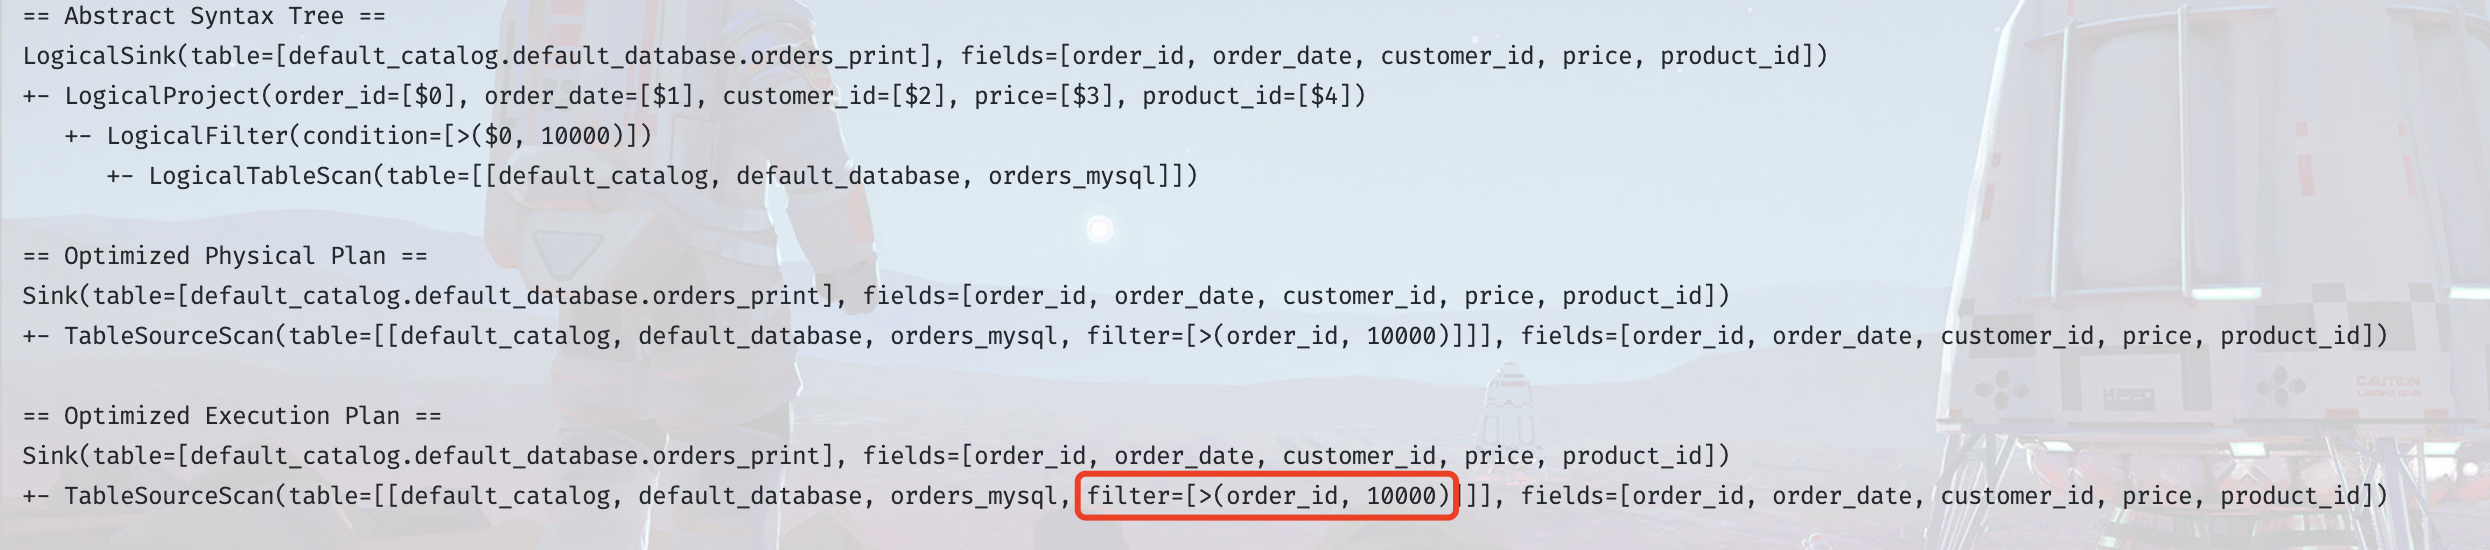 == Abstract Syntax Tree ==
LogicalSink(table=[default_catalog.default_database.orders_print], fields=[order_id, order_date, customer_id, price, product_id])
+- LogicalProject(order_id=[$0], order_date=[$1], customer_id=[$2], price=[$3], product_id=[$4])
   +- LogicalFilter(condition=[>($0, 10000)])
      +- LogicalTableScan(table=[[default_catalog, default_database, orders_mysql]])

== Optimized Physical Plan ==
Sink(table=[default_catalog.default_database.orders_print], fields=[order_id, order_date, customer_id, price, product_id])
+- TableSourceScan(table=[[default_catalog, default_database, orders_mysql, filter=[>(order_id, 10000)]]], fields=[order_id, order_date, customer_id, price, product_id])

== Optimized Execution Plan ==
Sink(table=[default_catalog.default_database.orders_print], fields=[order_id, order_date, customer_id, price, product_id])
+- TableSourceScan(table=[[default_catalog, default_database, orders_mysql, filter=[>(order_id, 10000)]]], fields=[order_id, order_date, customer_id, price, product_id])
CAUTION